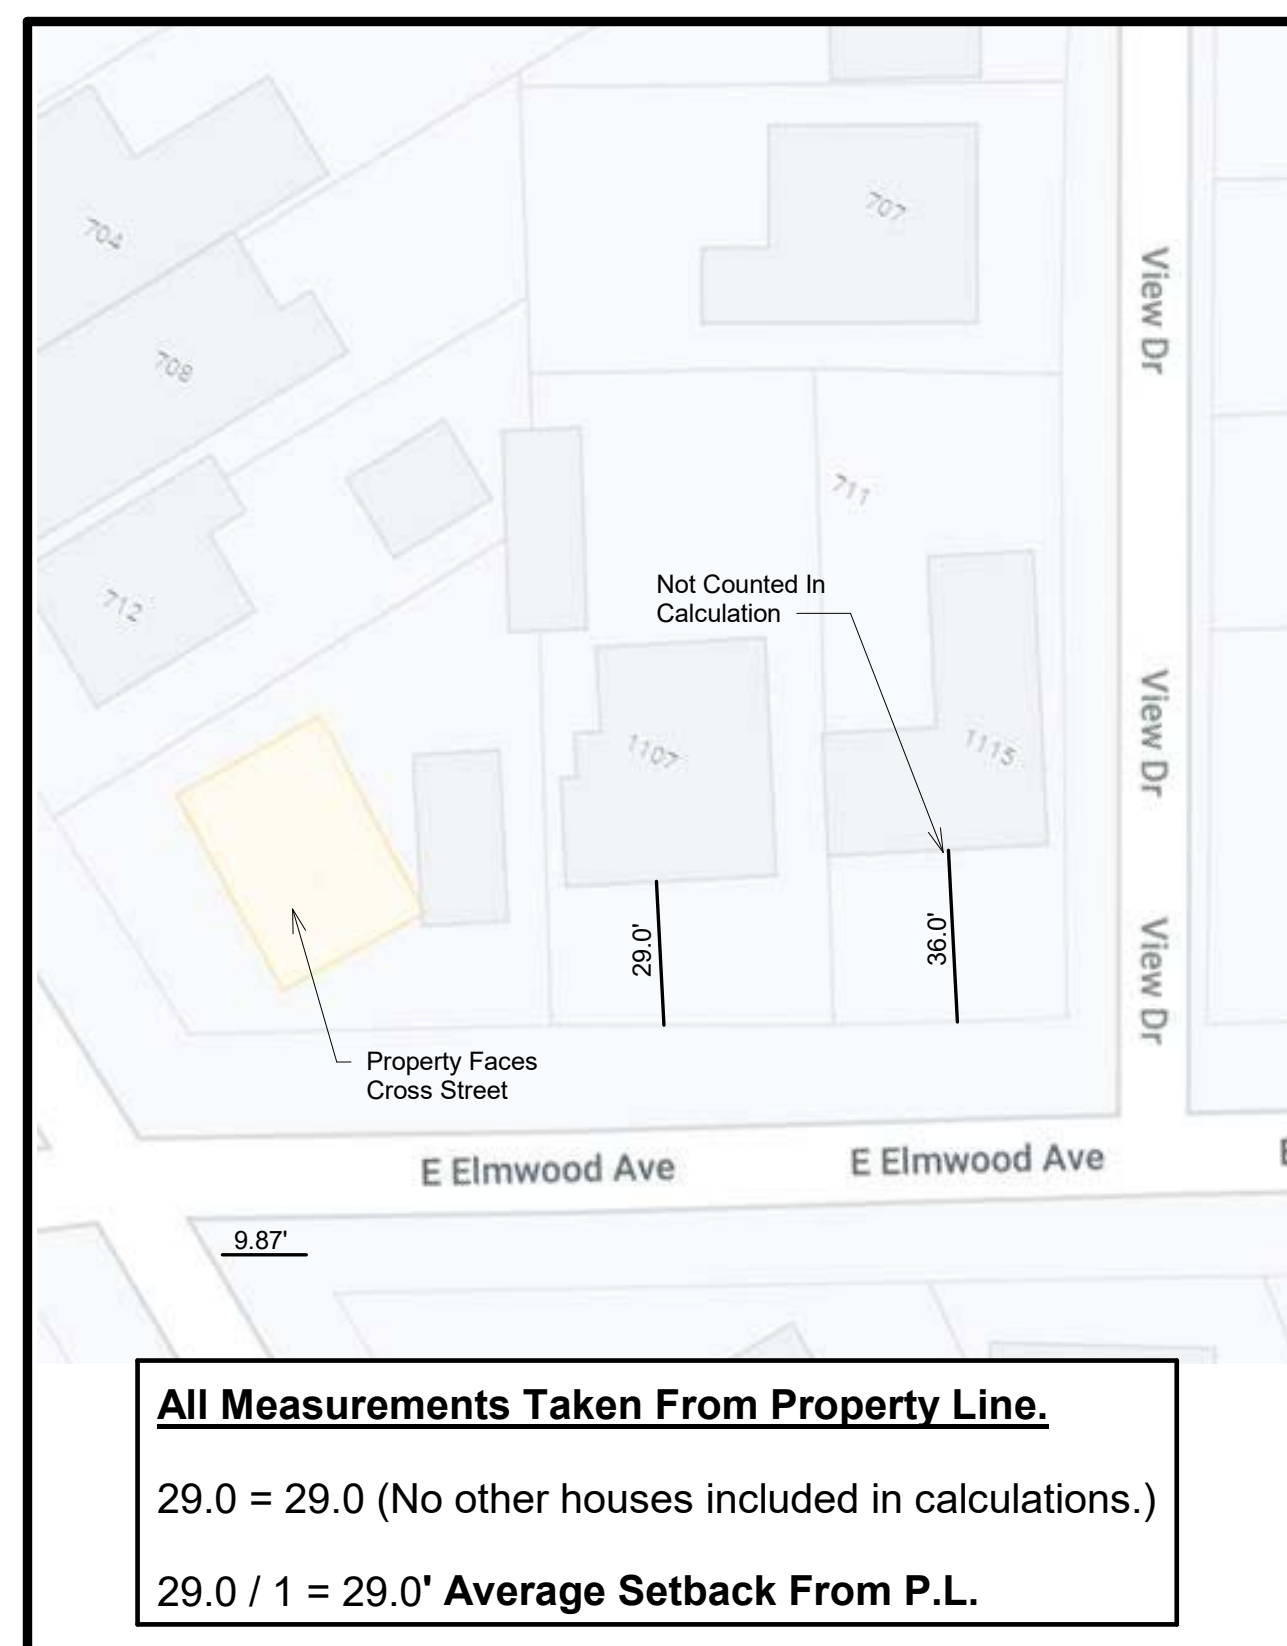 704
707
View Dr
708
711
Not Counted In
Calculation
712
View Dr
1107
1115
29.0'
36.0'
View Dr
Property Faces
Cross Street
E Elmwood Ave
E Elmwood Ave
9.87'
All Measurements Taken From Property Line.
29.0 = 29.0 (No other houses included in calculations.)
29.0 / 1 = 29.0' Average Setback From P.L.